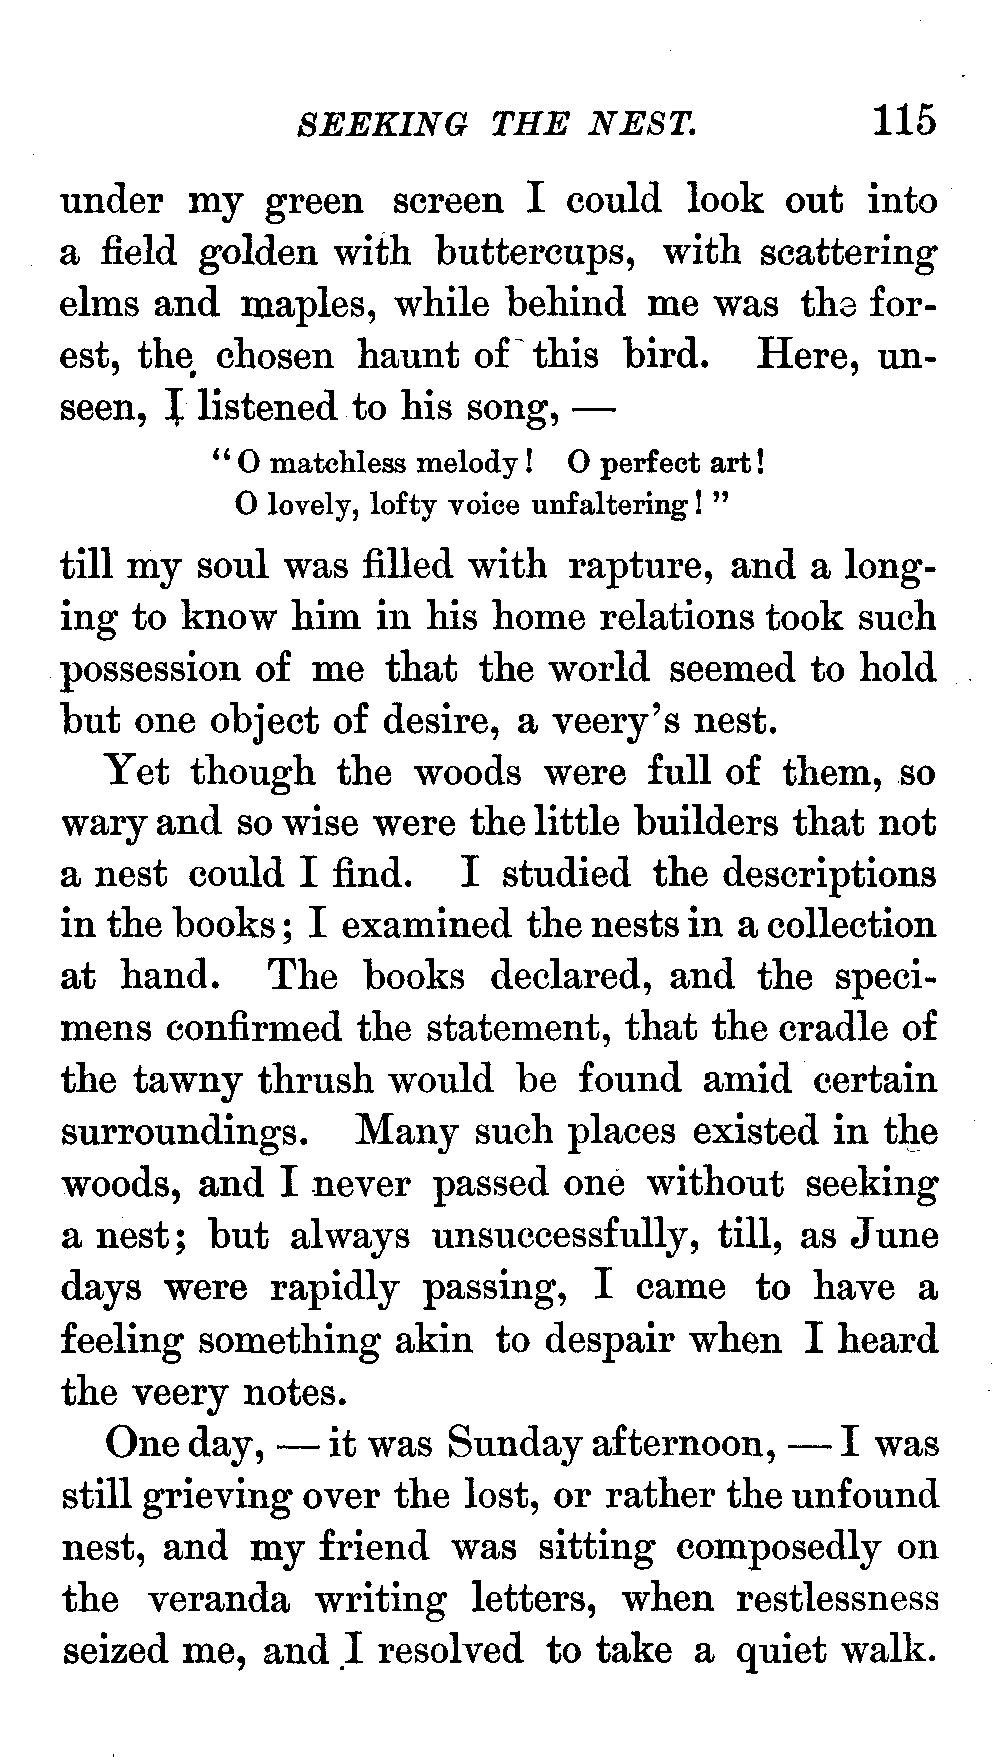 SEEKING THE NEST. 115
under my green screen I could look out into
a field golden with buttercups, with scattering
elms and maples, while behind me was the for-
est, the chosen haunt of this bird. Here, un-
seen, I listened to his song, —
"O matchless melody! O perfect art!
O lovely, lofty voice unfaltering!"
till my soul was filled with rapture, and a long-
ing to know him in his home relations took such
possession of me that the world seemed to hold
but one object of desire, a veery's nest.
Yet though the woods were full of them, so
wary and so wise were the little builders that not
a nest could I find. I studied the descriptions
in the books; I examined the nests in a collection
at hand. The books declared, and the speci-
mens confirmed the statement, that the cradle of
the tawny thrush would be found amid certain
surroundings. Many such places existed in the
woods, and I never passed one without seeking
a nest; but always unsuccessfully, till, as June
days were rapidly passing, I came to have a
feeling something akin to despair when I heard
the veery notes.
One day, — it was Sunday afternoon, — I was
still grieving over the lost, or rather the unfound
nest, and my friend was sitting composedly on
the veranda writing letters, when restlessness
seized me, and I resolved to take a quiet walk.